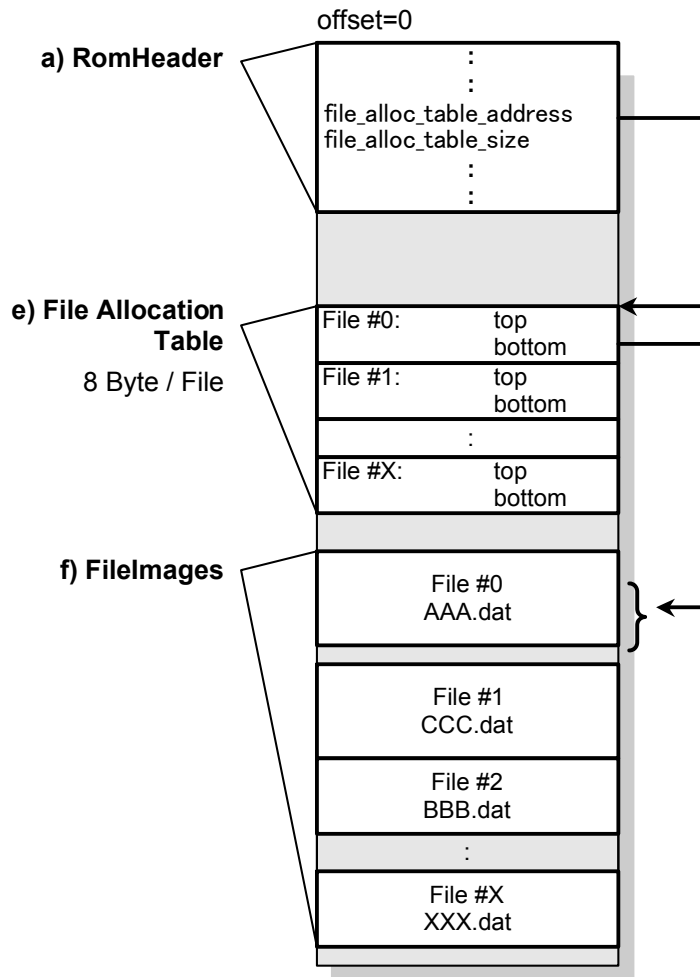 offset=0
a) RomHeader
:
:
file_alloc_table_address
file_alloc_table_size
:
:
e) File Allocation
Table
8 Byte / File
File #0: top
bottom
File #1: top
bottom
:
File #X: top
bottom
f) FileImages
File #0
AAA.dat
File #1
CCC.dat
File #2
BBB.dat
:
File #X
XXX.dat